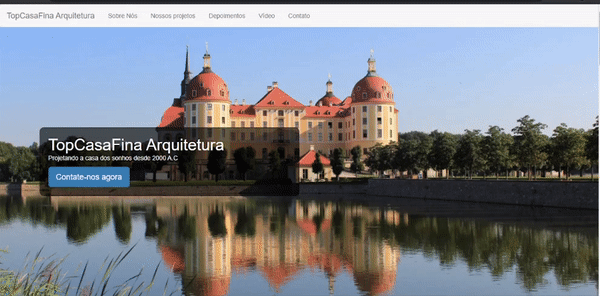 TopCasaFina Arquitetura Sobre Nós Nossos projetos Depoimentos Vídeo Contato
TopCasaFina Arquitetura
Projetando a casa dos sonhos desde 2000 A.C
Contate-nos agora